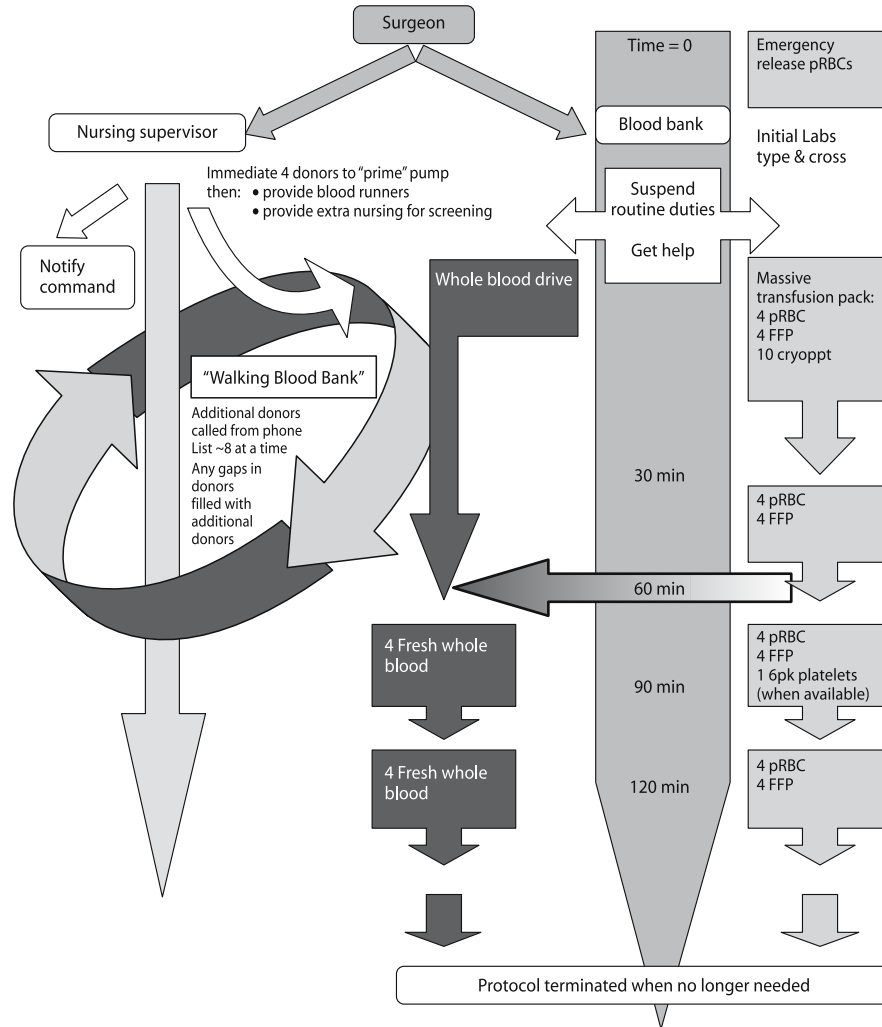 Surgeon
Nursing supervisor
Immediate 4 donors to “prime” pump
then: • provide blood runners
• provide extra nursing for screening
Notify
command
“Walking Blood Bank”
Additional donors
called from phone
List ~8 at a time
Any gaps in
donors
filled with
additional
donors
Whole blood drive
4 Fresh whole
blood
4 Fresh whole
blood
Time = 0
Blood bank
Suspend
routine duties
Get help
30 min
60 min
90 min
120 min
Emergency
release pRBCs
Initial Labs
type & cross
Massive
transfusion pack:
4 pRBC
4 FFP
10 cryoppt
4 pRBC
4 FFP
4 pRBC
4 FFP
1 6pk platelets
(when available)
4 pRBC
4 FFP
Protocol terminated when no longer needed